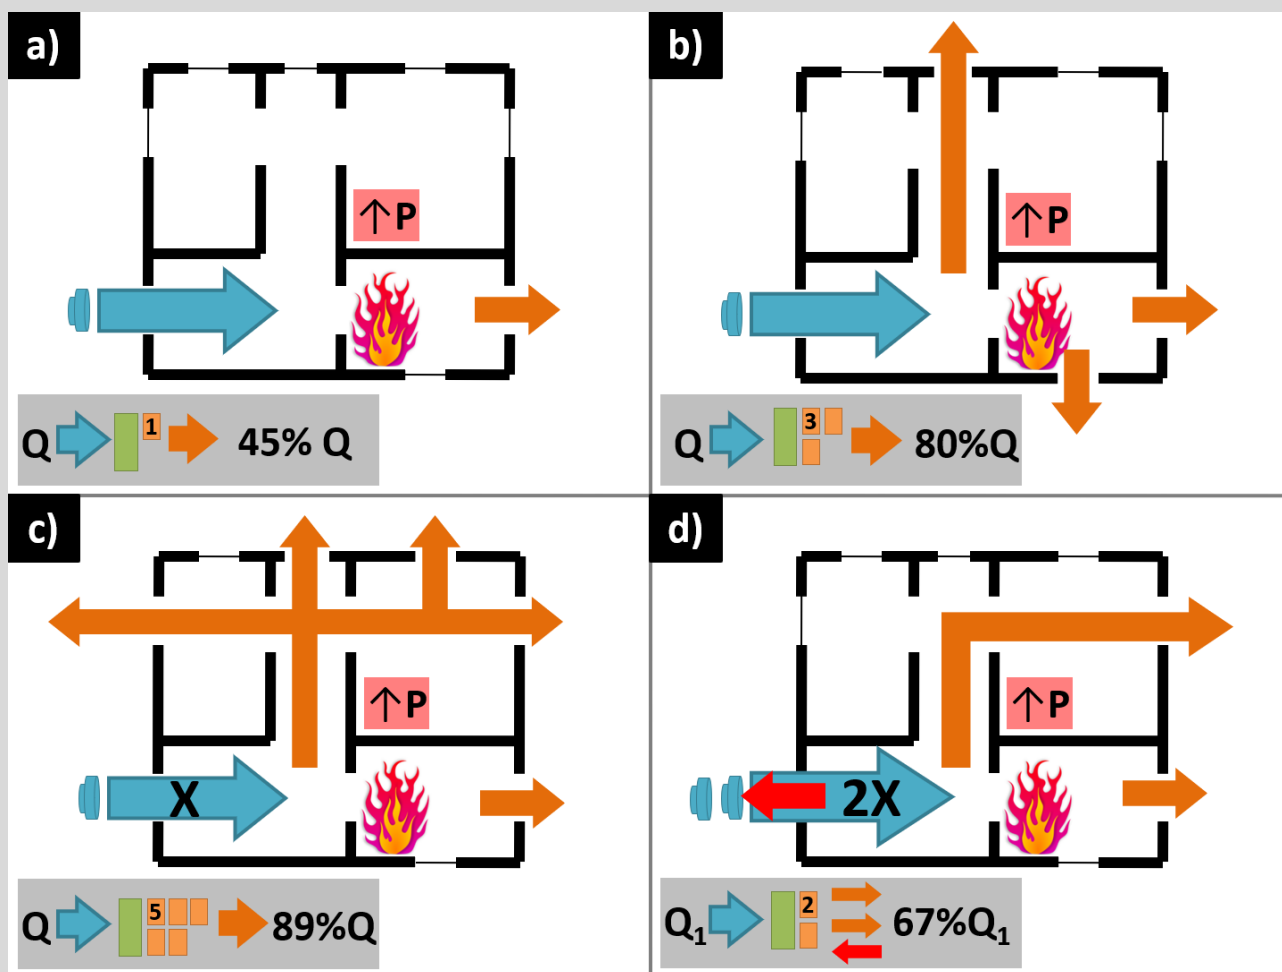 a)
↑P
Q 1 45% Q
b)
↑P
Q 3 80%Q
c)
↑P
X
Q 5 89%Q
d)
↑P
2X
Q₁ 2 67%Q₁